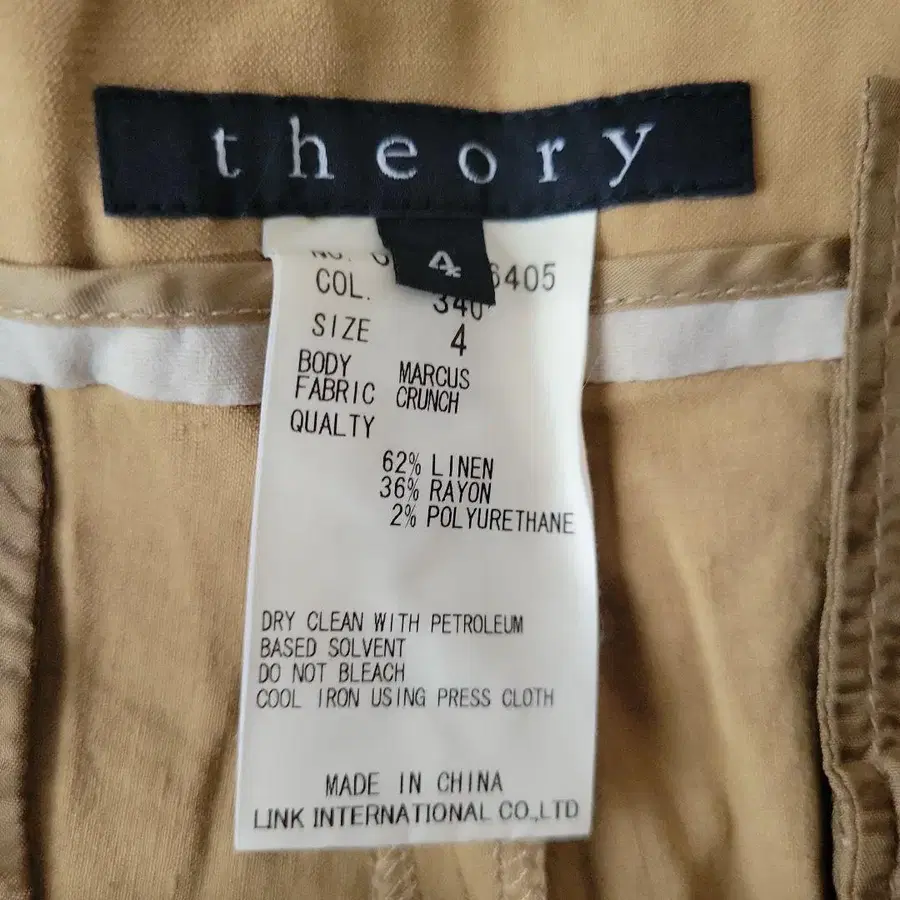 theory
4
6405
COL. 340
SIZE 4
BODY MARCUS
FABRIC CRUNCH
QUALTY
62% LINEN
36% RAYON
2% POLYURETHANE
DRY CLEAN WITH PETROLEUM
BASED SOLVENT
DO NOT BLEACH
COOL IRON USING PRESS CLOTH
MADE IN CHINA
LINK INTERNATIONAL CO.,LTD